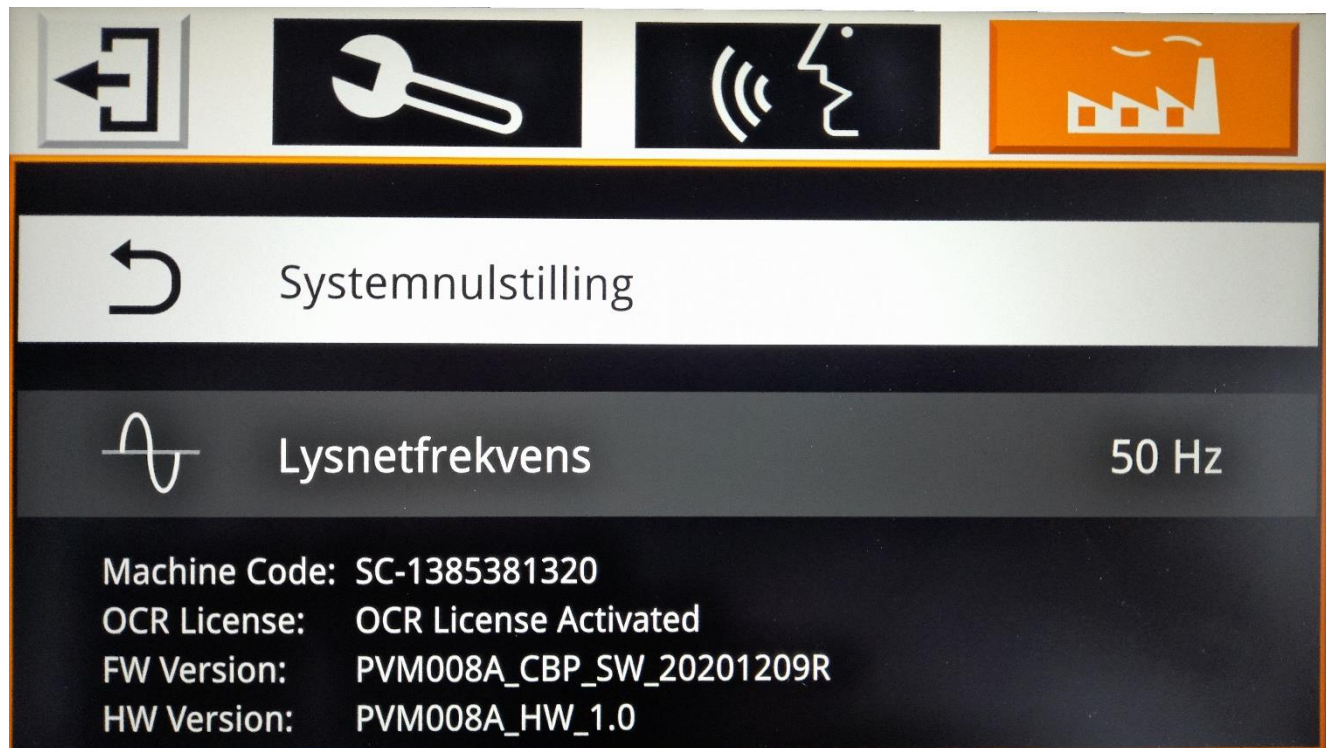 Systemnulstilling
Lysnetfrekvens 50 Hz
Machine Code: SC-1385381320
OCR License: OCR License Activated
FW Version: PVM008A_CBP_SW_20201209R
HW Version: PVM008A_HW_1.0